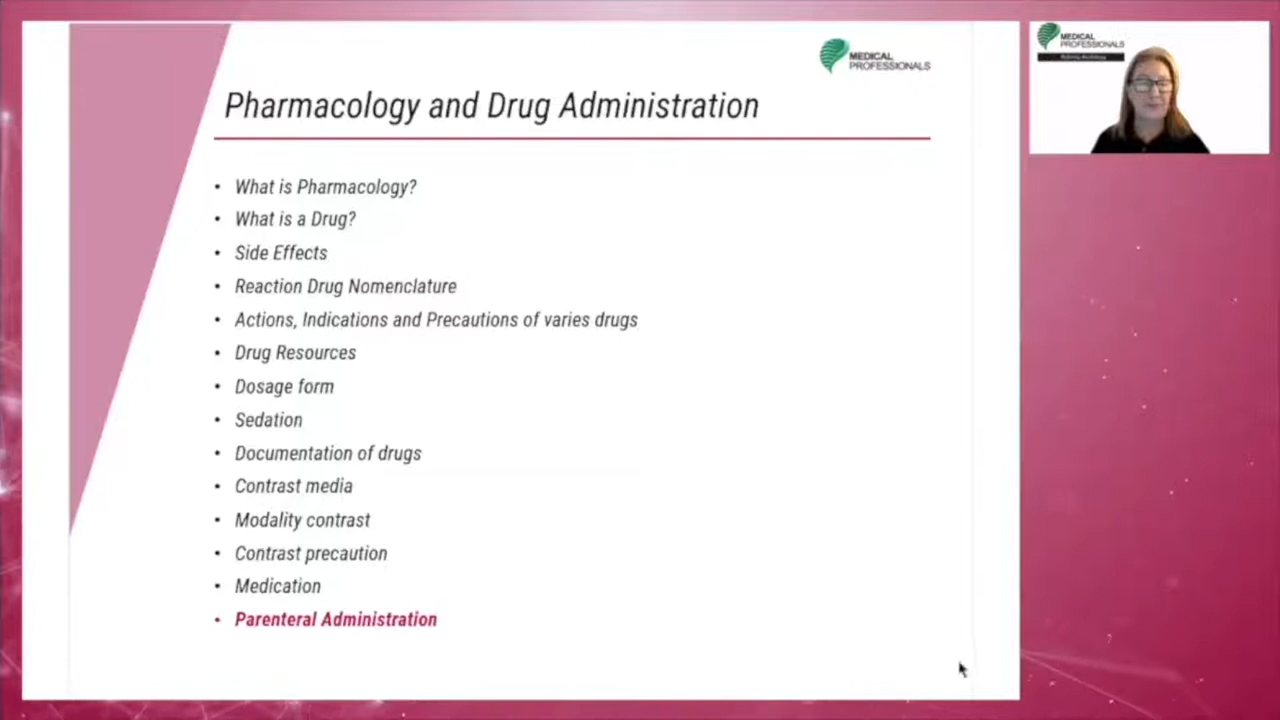 MEDICAL
PROFESSIONALS
Pharmacology and Drug Administration
• What is Pharmacology?
• What is a Drug?
• Side Effects
• Reaction Drug Nomenclature
• Actions, Indications and Precautions of varies drugs
• Drug Resources
• Dosage form
• Sedation
• Documentation of drugs
• Contrast media
• Modality contrast
• Contrast precaution
• Medication
• Parenteral Administration
MEDICAL
PROFESSIONALS